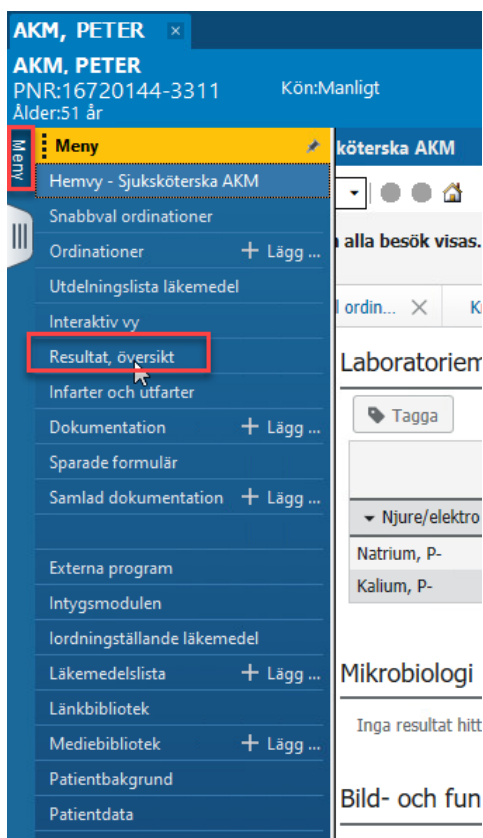 AKM, PETER ×
AKM, PETER
PNR:16720144-3311 Kön:Manligt
Ålder:51 år
Meny
Meny
köterska AKM
Hemvy - Sjuksköterska AKM
Snabbval ordinationer
Ordinationer + Lägg ...
alla besök visas.
Utdelningslista läkemedel
Interaktiv vy
l ordin... ×
Resultat, översikt
Laboratoriem
Infarter och utfarter
Dokumentation + Lägg ...
Tagga
Sparade formulär
Samlad dokumentation + Lägg ...
Njure/elektro
Natrium, P-
Externa program
Kalium, P-
Intygsmodulen
Iordningställande läkemedel
Läkemedelslista + Lägg ...
Mikrobiologi
Länkbibliotek
Inga resultat hitt
Mediebibliotek + Lägg ...
Patientbakgrund
Bild- och fun
Patientdata